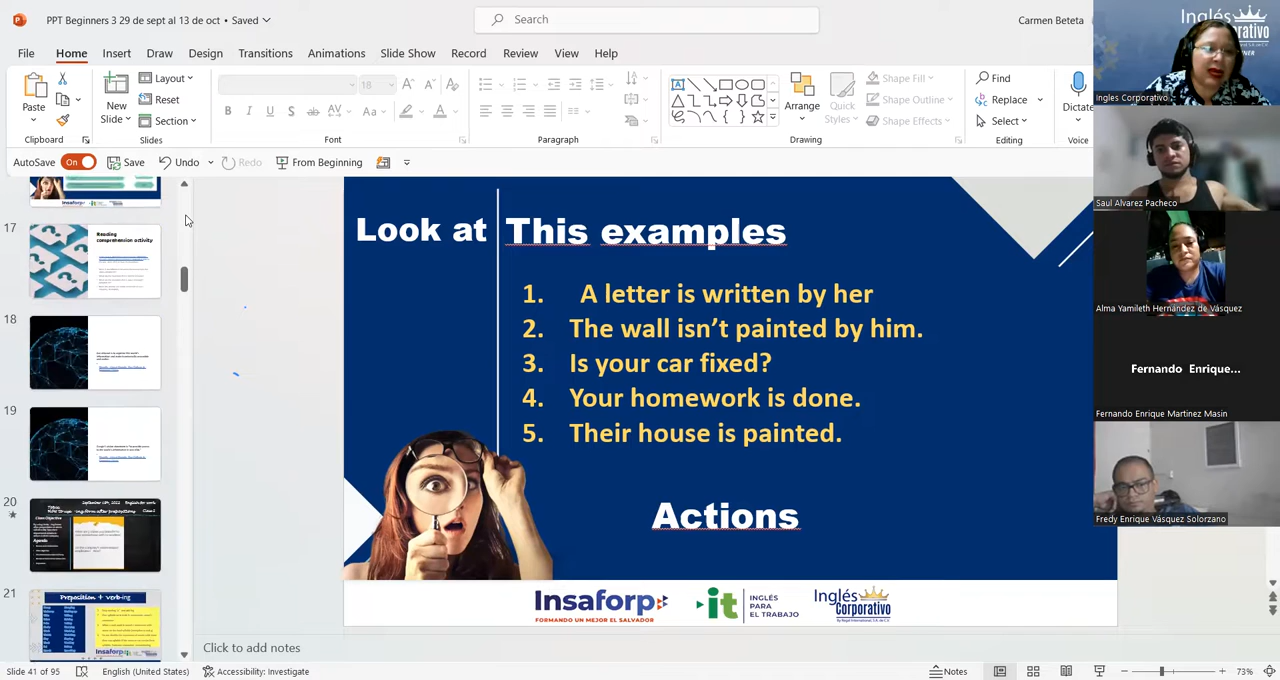 PPT Beginners 3 29 de sept al 13 de oct • Saved
Search
Carmen Beteta
File Home Insert Draw Design Transitions Animations Slide Show Record Review View Help
Paste
New Slide
Layout
Reset
Section
18
Arrange
Quick Styles
Shape Fill
Shape Outline
Shape Effects
Find
Replace
Select
Dictate
Clipboard Slides Font Paragraph Drawing Editing Voice
AutoSave On Save Undo Redo From Beginning
17
Reading comprehension activity
18
19
20
21
Preposition + verb-ing
Look at This examples
1. A letter is written by her
2. The wall isn't painted by him.
3. Is your car fixed?
4. Your homework is done.
5. Their house is painted.
Actions
Insaforp
FORMANDO UN MEJOR EL SALVADOR
it
INGLÉS PARA EL TRABAJO
Inglés Corporativo
Click to add notes
Slide 41 of 95 English (United States) Accessibility: Investigate Notes 73%
Inglés Corporativo
Ingles Corporativo
Saul Alvarez Pacheco
Alma Yamileth Hernández de Vásquez
Fernando Enrique...
Fernando Enrique Martinez Masin
Fredy Enrique Vásquez Solorzano